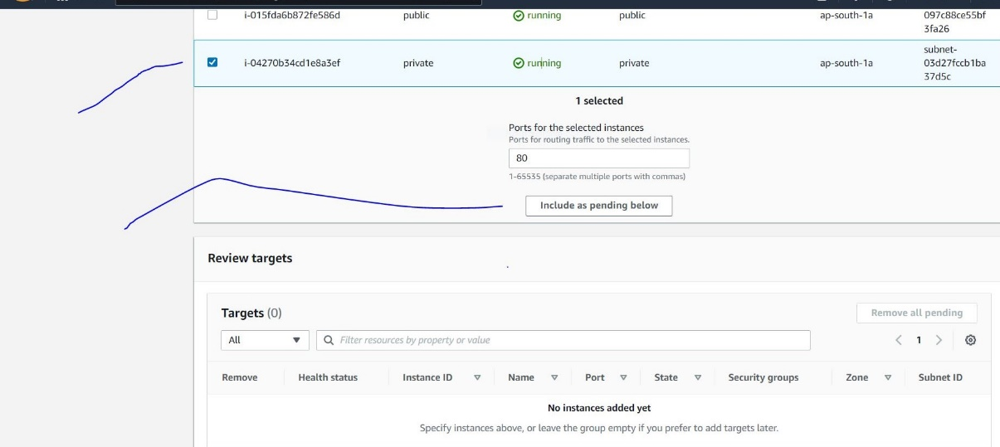 i-015fda6b872fe586d public running public ap-south-1a 097c88ce55bf
3fa26
subnet-
i-04270b34cd1e8a3ef private running private ap-south-1a 03d27fccb1ba
37d5c
1 selected
Ports for the selected instances
Ports for routing traffic to the selected instances.
80
1-65535 (separate multiple ports with commas)
Include as pending below
Review targets
Targets (0) Remove all pending
All Filter resources by property or value 1
Remove Health status Instance ID Name Port State Security groups Zone Subnet ID
No instances added yet
Specify instances above, or leave the group empty if you prefer to add targets later.